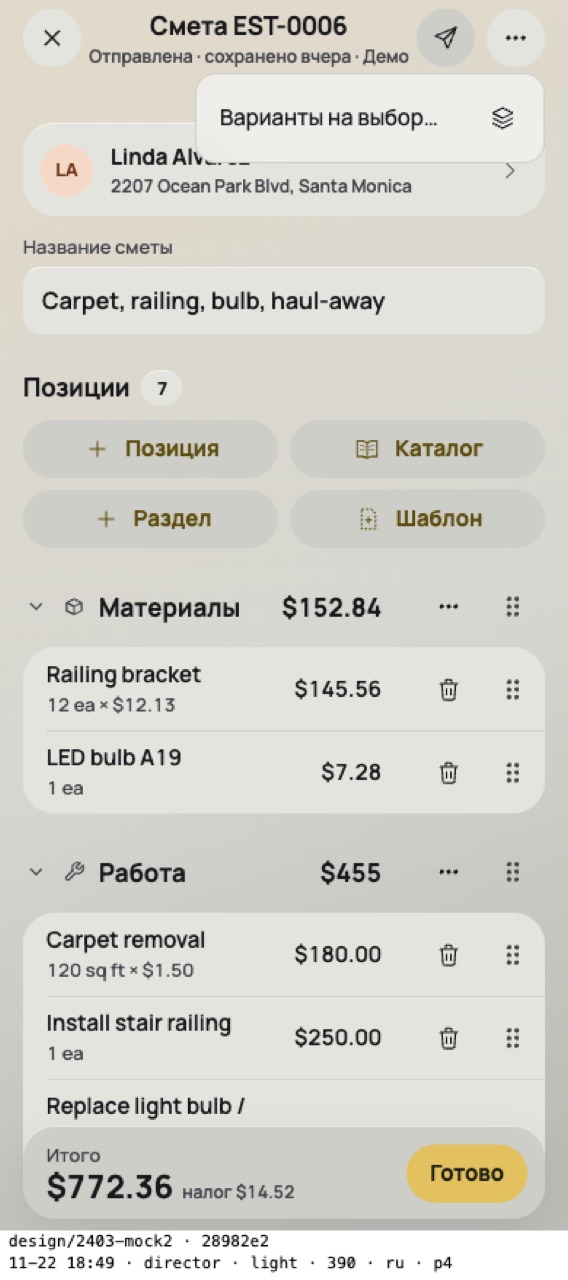 Смета EST-0006
Отправлена · сохранено вчера · Демо
Варианты на выбор...
LA
Linda
2207 Ocean Park Blvd, Santa Monica
Название сметы
Carpet, railing, bulb, haul-away
Позиции 7
Позиция
Каталог
Раздел
Шаблон
Материалы $152.84
Railing bracket
12 ea × $12.13
$145.56
LED bulb A19
1 ea
$7.28
Работа $455
Carpet removal
120 sq ft × $1.50
$180.00
Install stair railing
1 ea
$250.00
Replace light bulb /
Итого
$772.36 налог $14.52
Готово
design/2403-mock2 · 28982e2
11-22 18:49 · director · light · 390 · ru · p4